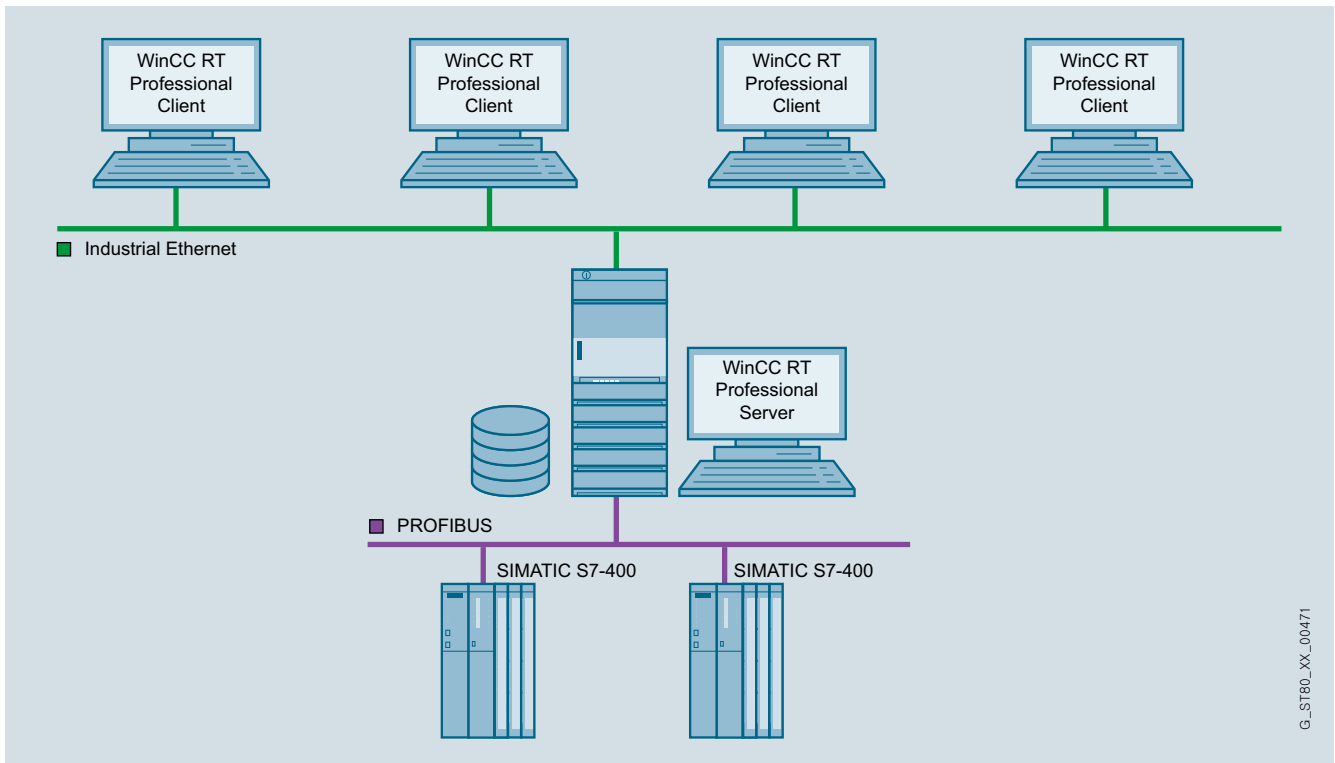 WinCC RT
Professional
Client
WinCC RT
Professional
Client
WinCC RT
Professional
Client
WinCC RT
Professional
Client
Industrial Ethernet
WinCC RT
Professional
Server
PROFIBUS
SIMATIC S7-400
SIMATIC S7-400
G_ST80_XX_00471